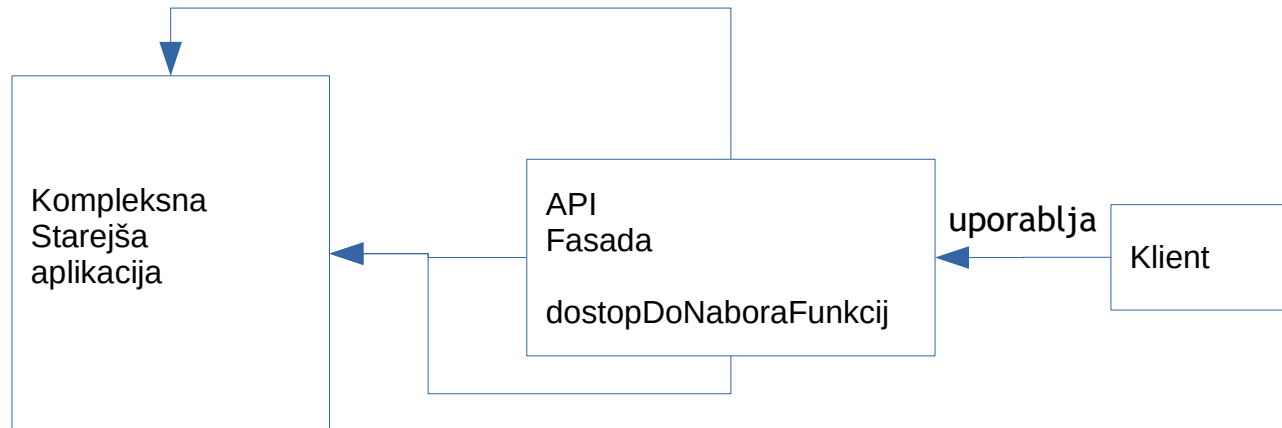 Kompleksna
Starejša
aplikacija
API
Fasada
dostopDoNaboraFunkcij
uporablja
Klient